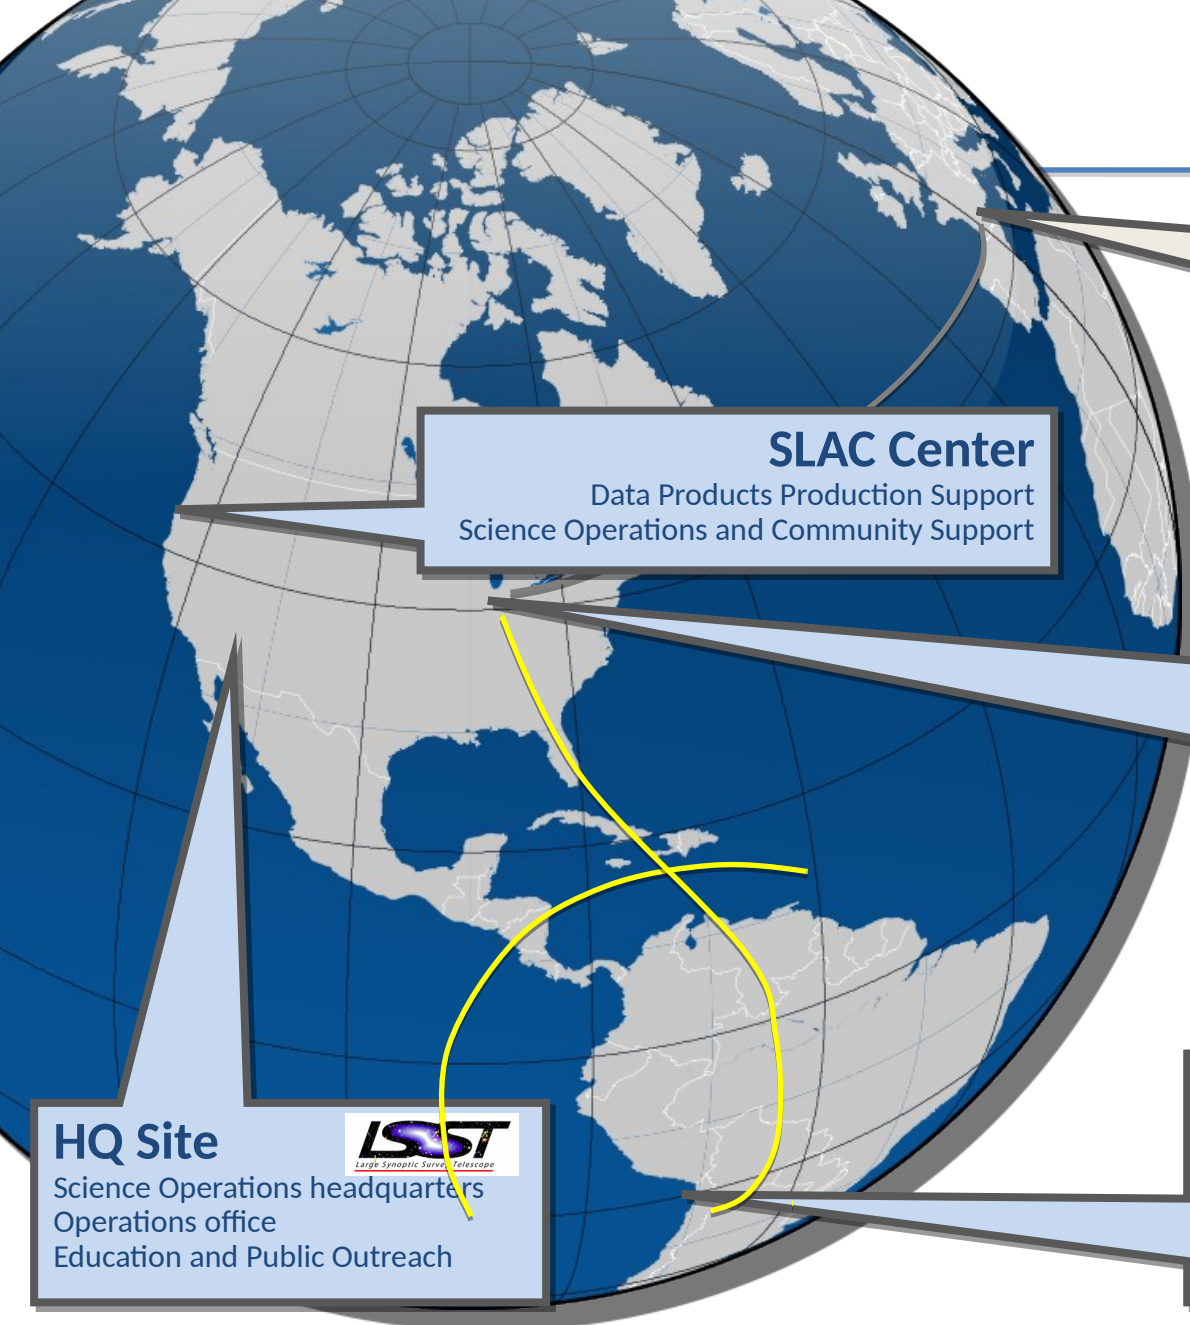 SLAC Center
Data Products Production Support
Science Operations and Community Support
HQ Site
LSST
Large Synoptic Survey Telescope
Science Operations headquarters
Operations office
Education and Public Outreach